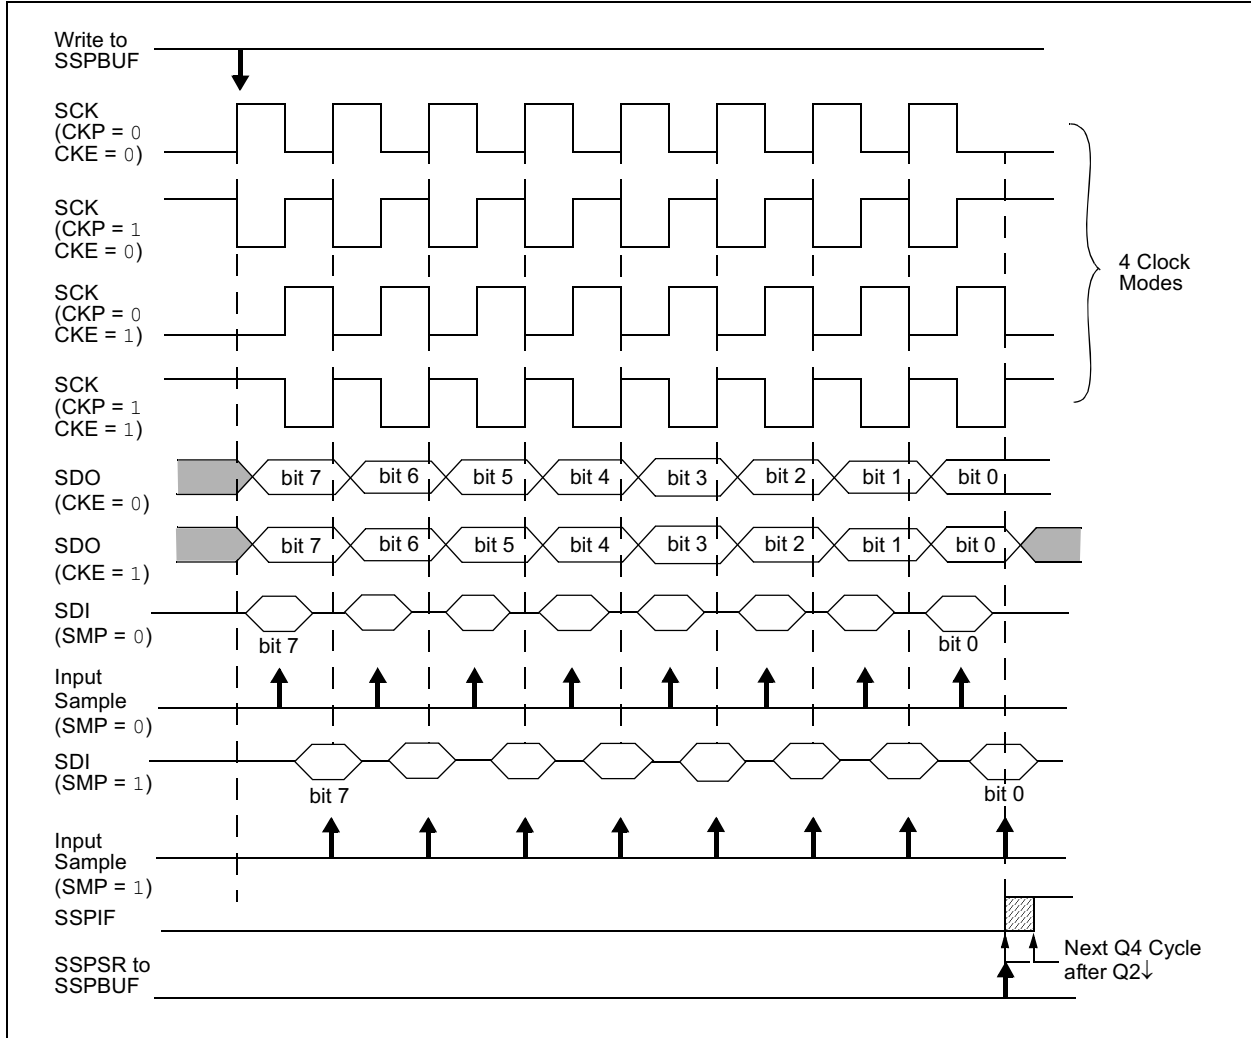 Write to
SSPBUF
SCK
(CKP = 0
CKE = 0)
SCK
(CKP = 1
CKE = 0)
SCK
(CKP = 0
CKE = 1)
SCK
(CKP = 1
CKE = 1)
4 Clock
Modes
SDO
(CKE = 0)
bit 7 bit 6 bit 5 bit 4 bit 3 bit 2 bit 1 bit 0
SDO
(CKE = 1)
bit 7 bit 6 bit 5 bit 4 bit 3 bit 2 bit 1 bit 0
SDI
(SMP = 0)
bit 7 bit 0
Input
Sample
(SMP = 0)
SDI
(SMP = 1)
bit 7 bit 0
Input
Sample
(SMP = 1)
SSPIF
Next Q4 Cycle
after Q2↓
SSPSR to
SSPBUF